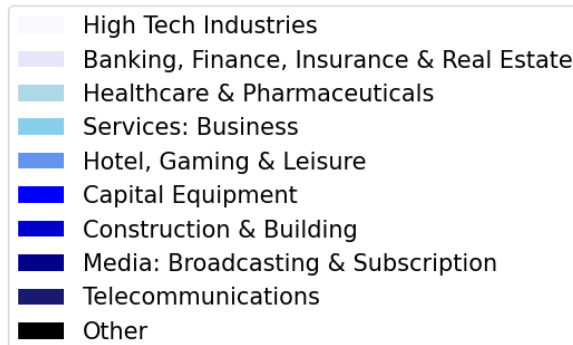 High Tech Industries
Banking, Finance, Insurance & Real Estate
Healthcare & Pharmaceuticals
Services: Business
Hotel, Gaming & Leisure
Capital Equipment
Construction & Building
Media: Broadcasting & Subscription
Telecommunications
Other